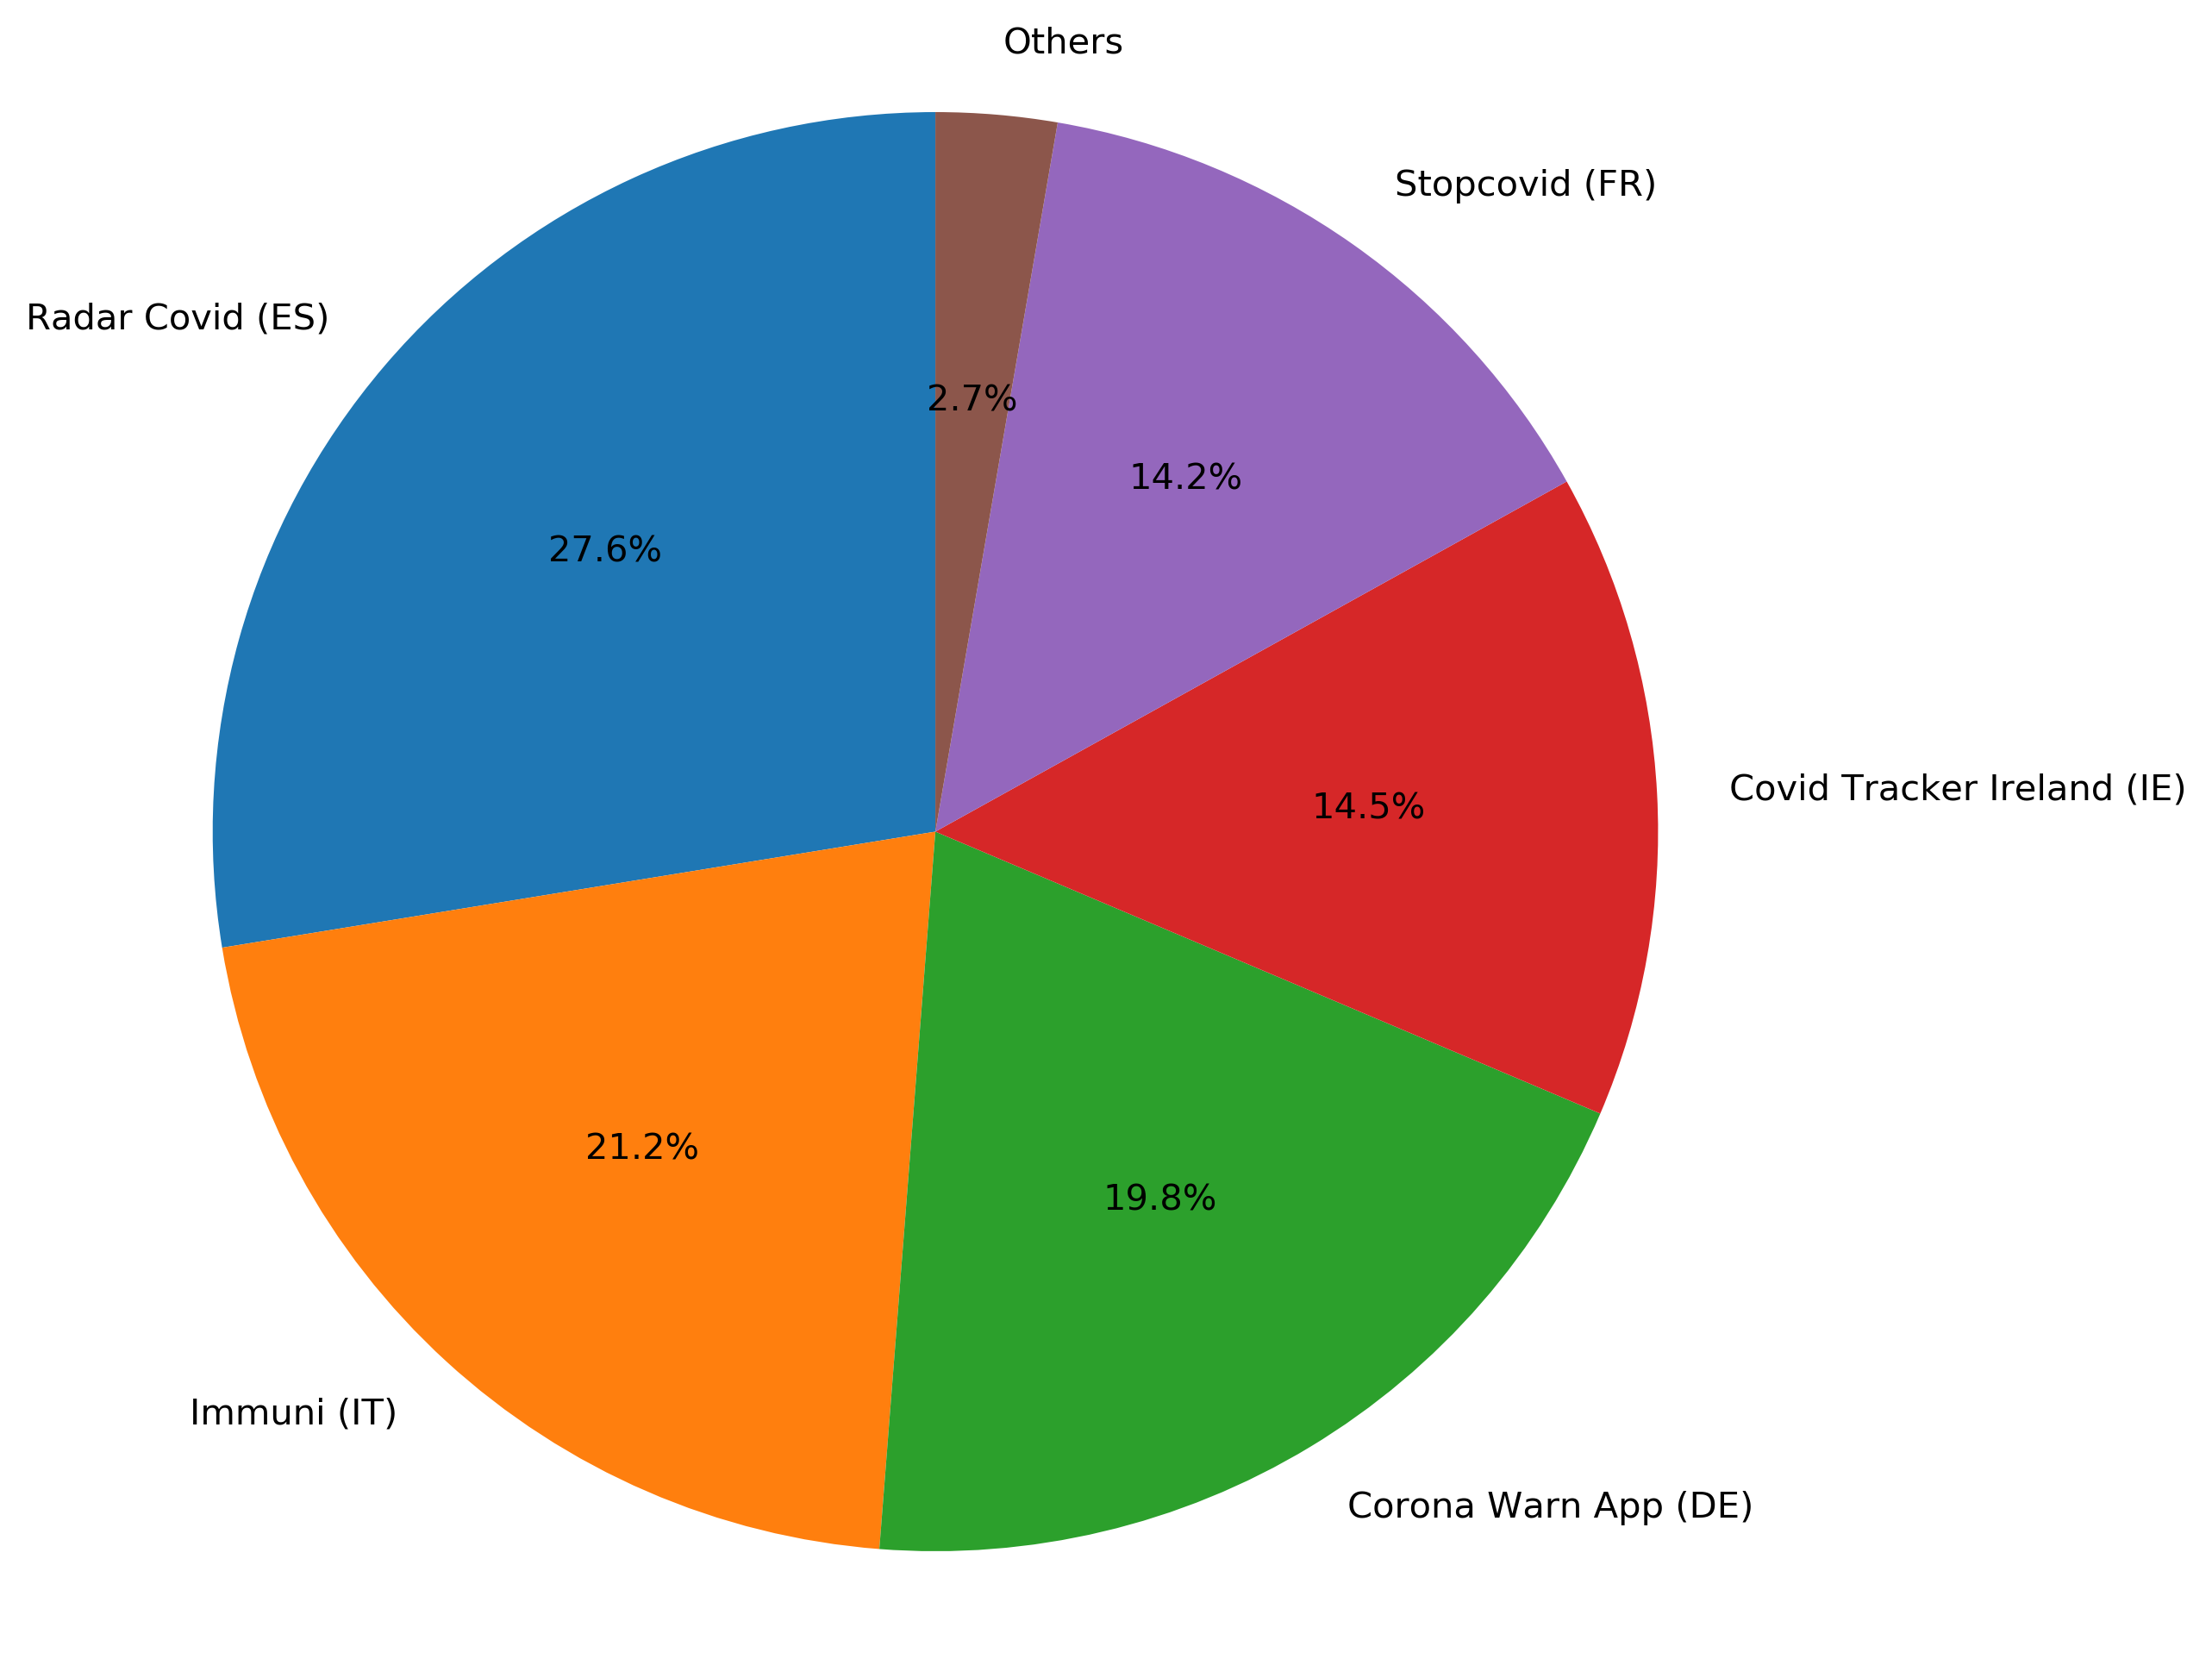 Others
Stopcovid (FR)
Radar Covid (ES)
2.7%
14.2%
27.6%
Covid Tracker Ireland (IE)
14.5%
21.2%
19.8%
Immuni (IT)
Corona Warn App (DE)